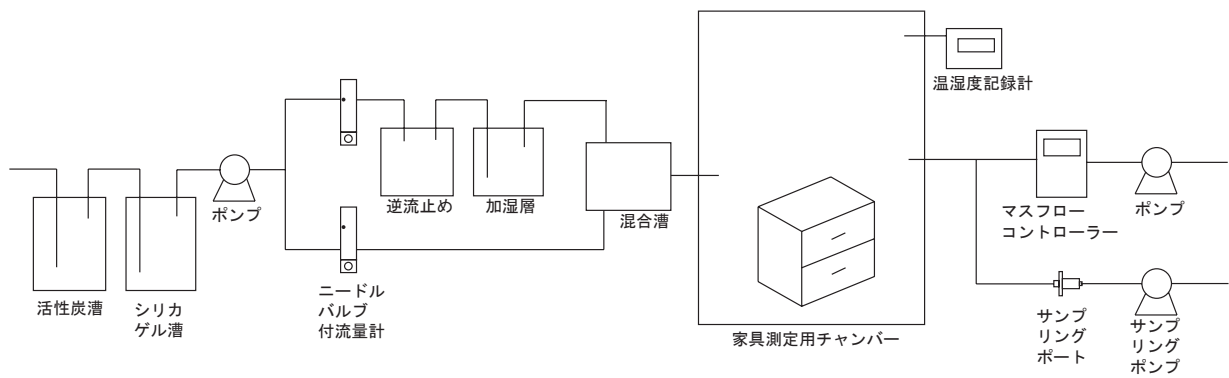 活性炭漕
シリカ
ゲル漕
ポンプ
ニードル
バルブ
付流量計
逆流止め
加湿層
混合漕
家具測定用チャンバー
温湿度記録計
マスフロー
コントローラー
ポンプ
サンプ
リング
ポート
サンプ
リング
ポンプ